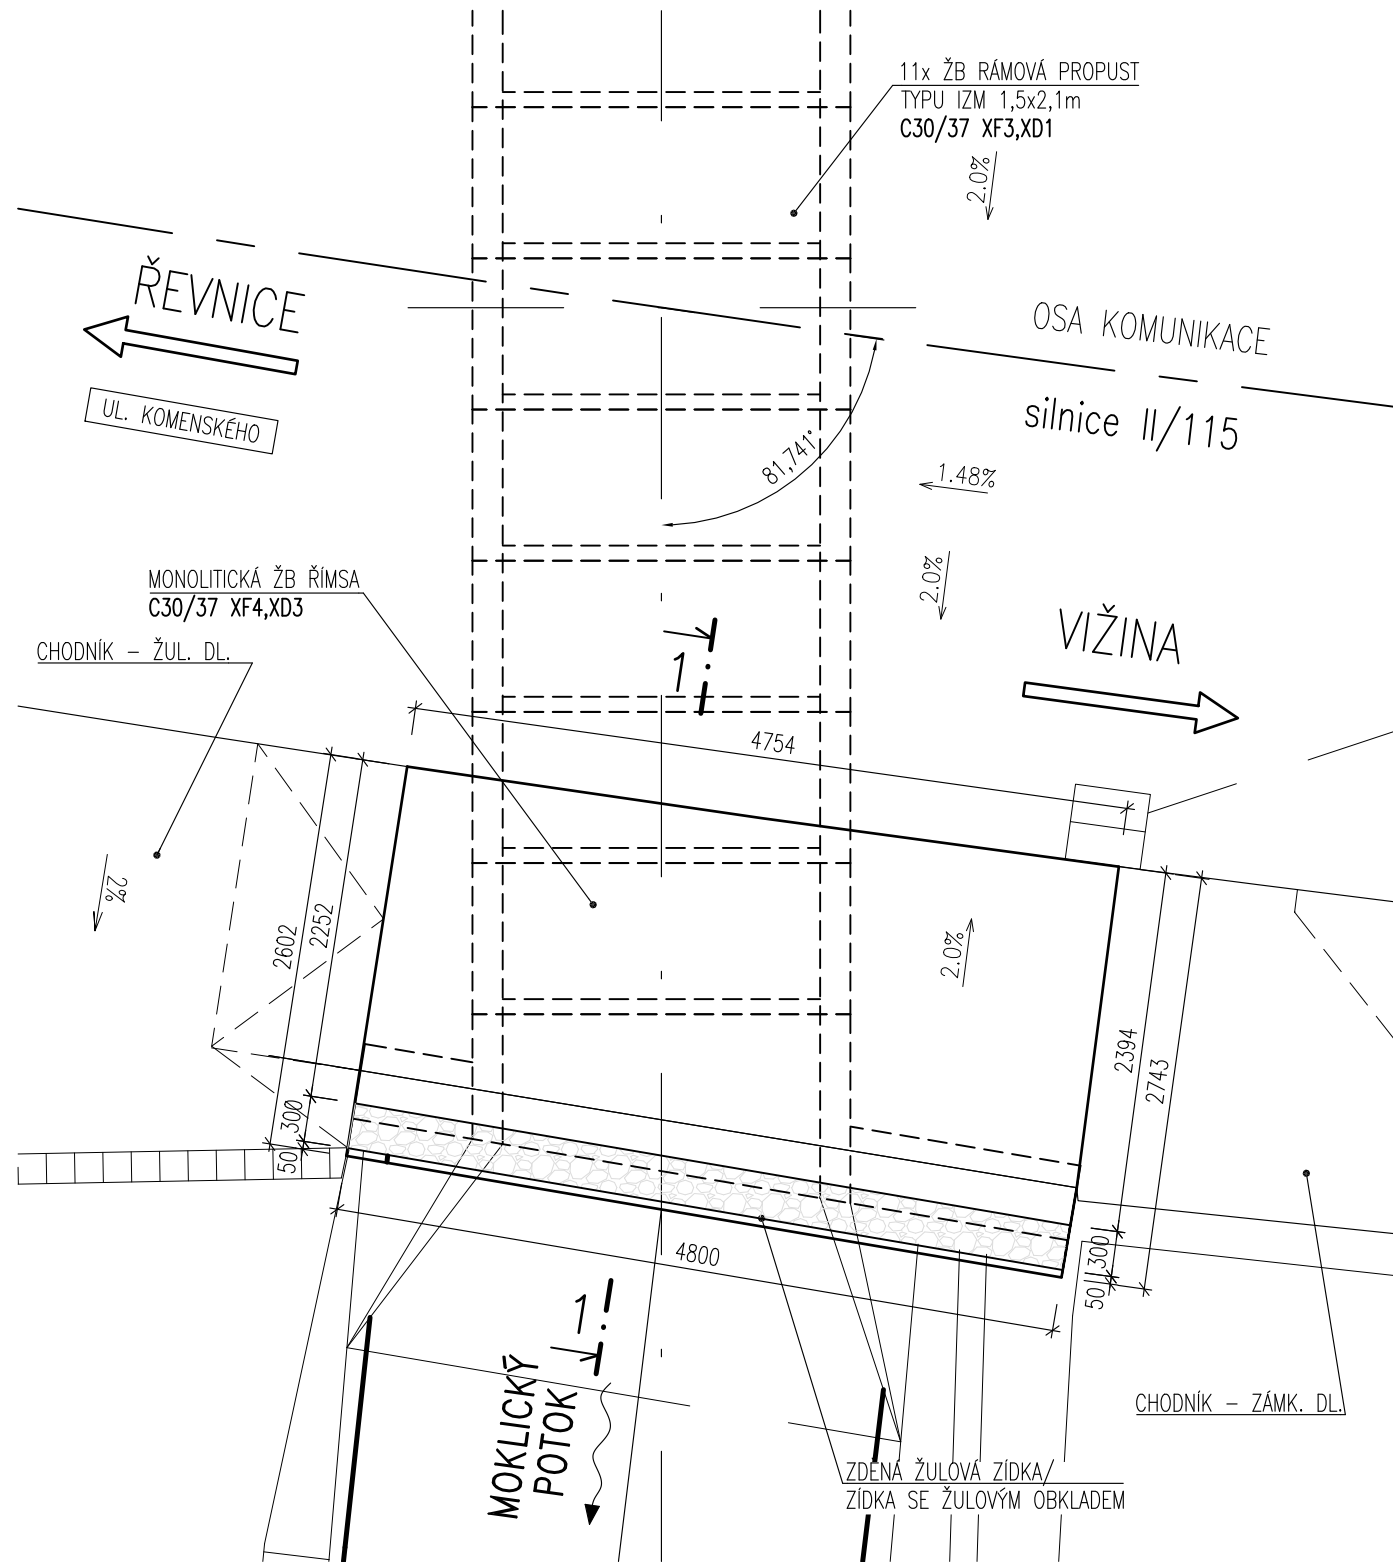 11x ŽB RÁMOVÁ PROPUST
TYPU IZM 1,5x2,1m
C30/37 XF3,XD1
2.0%
ŘEVNICE
OSA KOMUNIKACE
UL. KOMENSKÉHO
silnice II/115
81,741°
1.48%
2.0%
MONOLITICKÁ ŽB ŘÍMSA
C30/37 XF4,XD3
CHODNÍK – ŽUL. DL.
VIŽINA
1
4754
2%
2602
2252
2.0%
2394
2743
300
50
300
50
4800
1
MOKLICKÝ
POTOK
CHODNÍK – ZÁMK. DL.
ZDĚNÁ ŽULOVÁ ZÍDKA/
ZÍDKA SE ŽULOVÝM OBKLADEM